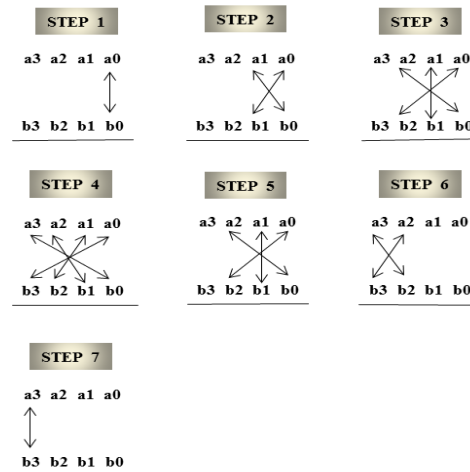 STEP 1
a3 a2 a1 a0
b3 b2 b1 b0
STEP 2
a3 a2 a1 a0
b3 b2 b1 b0
STEP 3
a3 a2 a1 a0
b3 b2 b1 b0
STEP 4
a3 a2 a1 a0
b3 b2 b1 b0
STEP 5
a3 a2 a1 a0
b3 b2 b1 b0
STEP 6
a3 a2 a1 a0
b3 b2 b1 b0
STEP 7
a3 a2 a1 a0
b3 b2 b1 b0